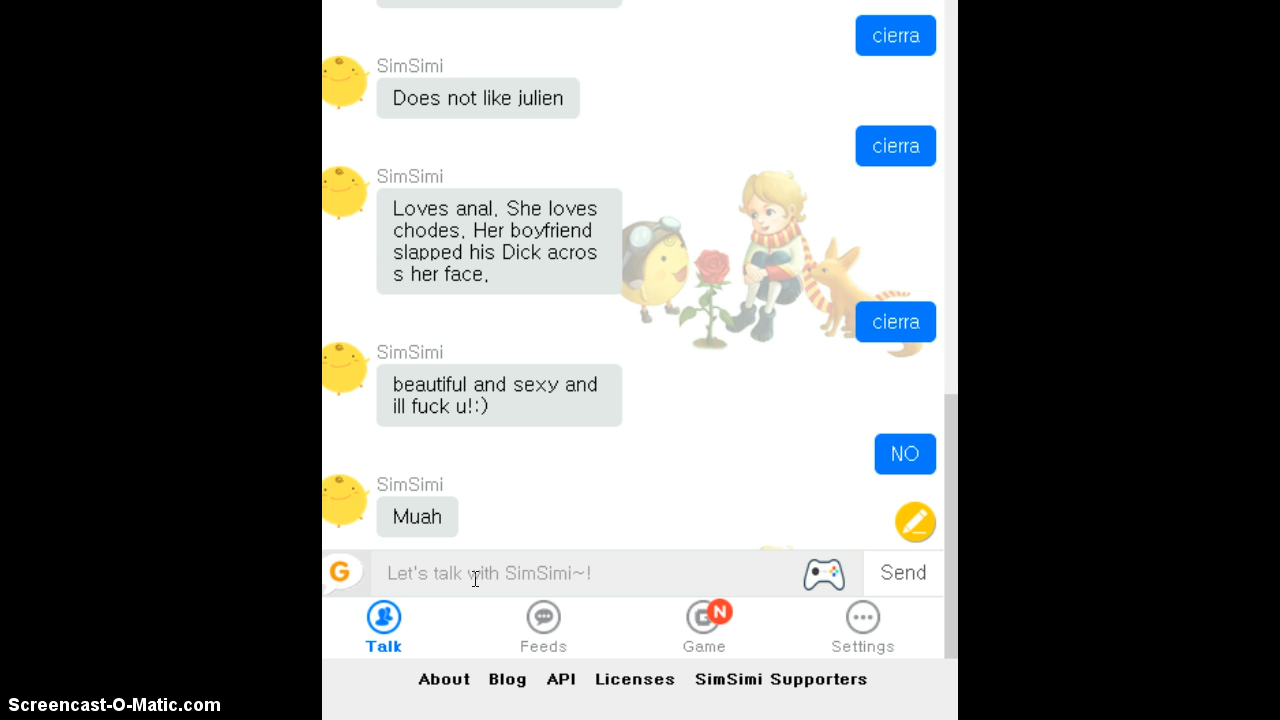 cierra
SimSimi
Does not like julien
cierra
SimSimi
Loves anal, She loves
chodes, Her boyfriend
slapped his Dick acros
s her face,
cierra
SimSimi
beautiful and sexy and
ill fuck u!:)
NO
SimSimi
Muah
G
Let's talk with SimSimi~!
Send
N
Talk
Feeds
Game
Settings
About Blog API Licenses SimSimi Supporters
Screencast-O-Matic.com